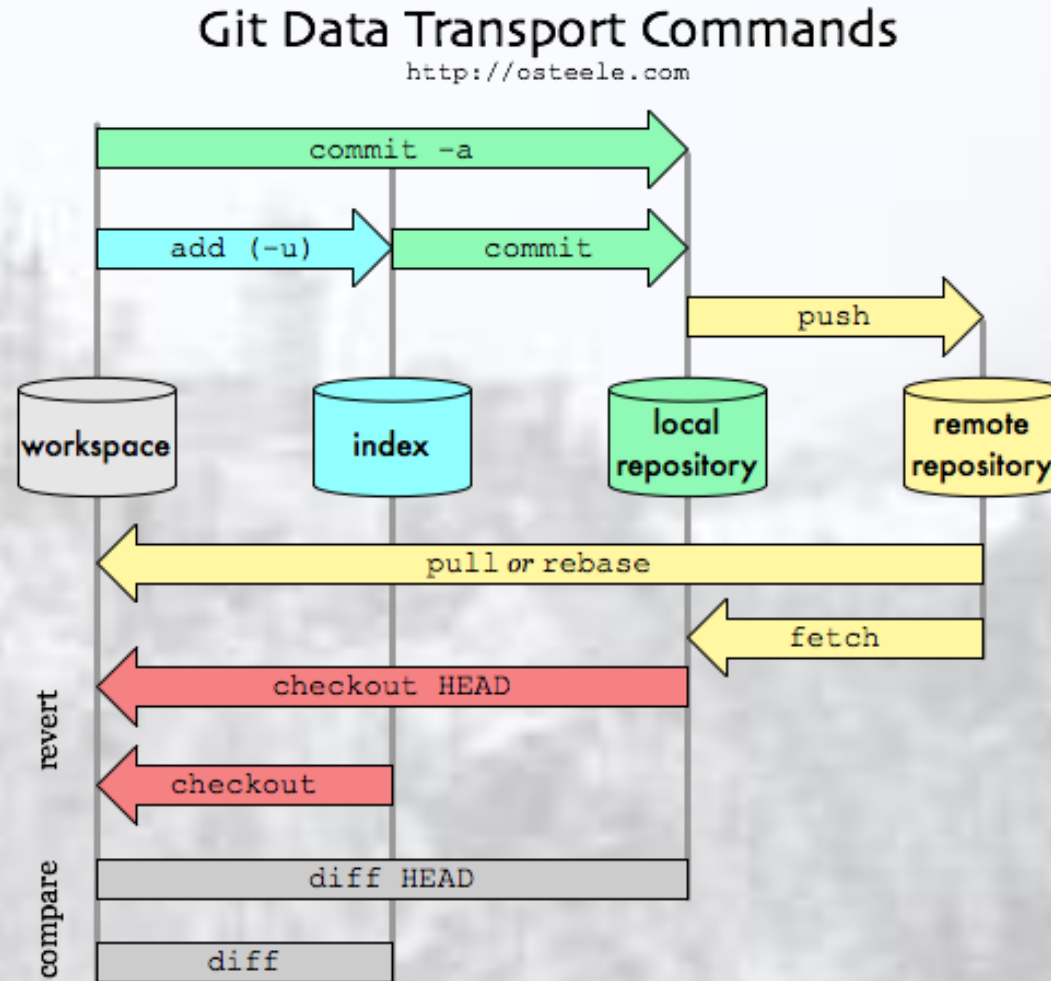 Git Data Transport Commands
http://osteele.com
commit -a
add (-u)
commit
push
workspace
index
local
repository
remote
repository
pull or rebase
fetch
revert
checkout HEAD
checkout
compare
diff HEAD
diff